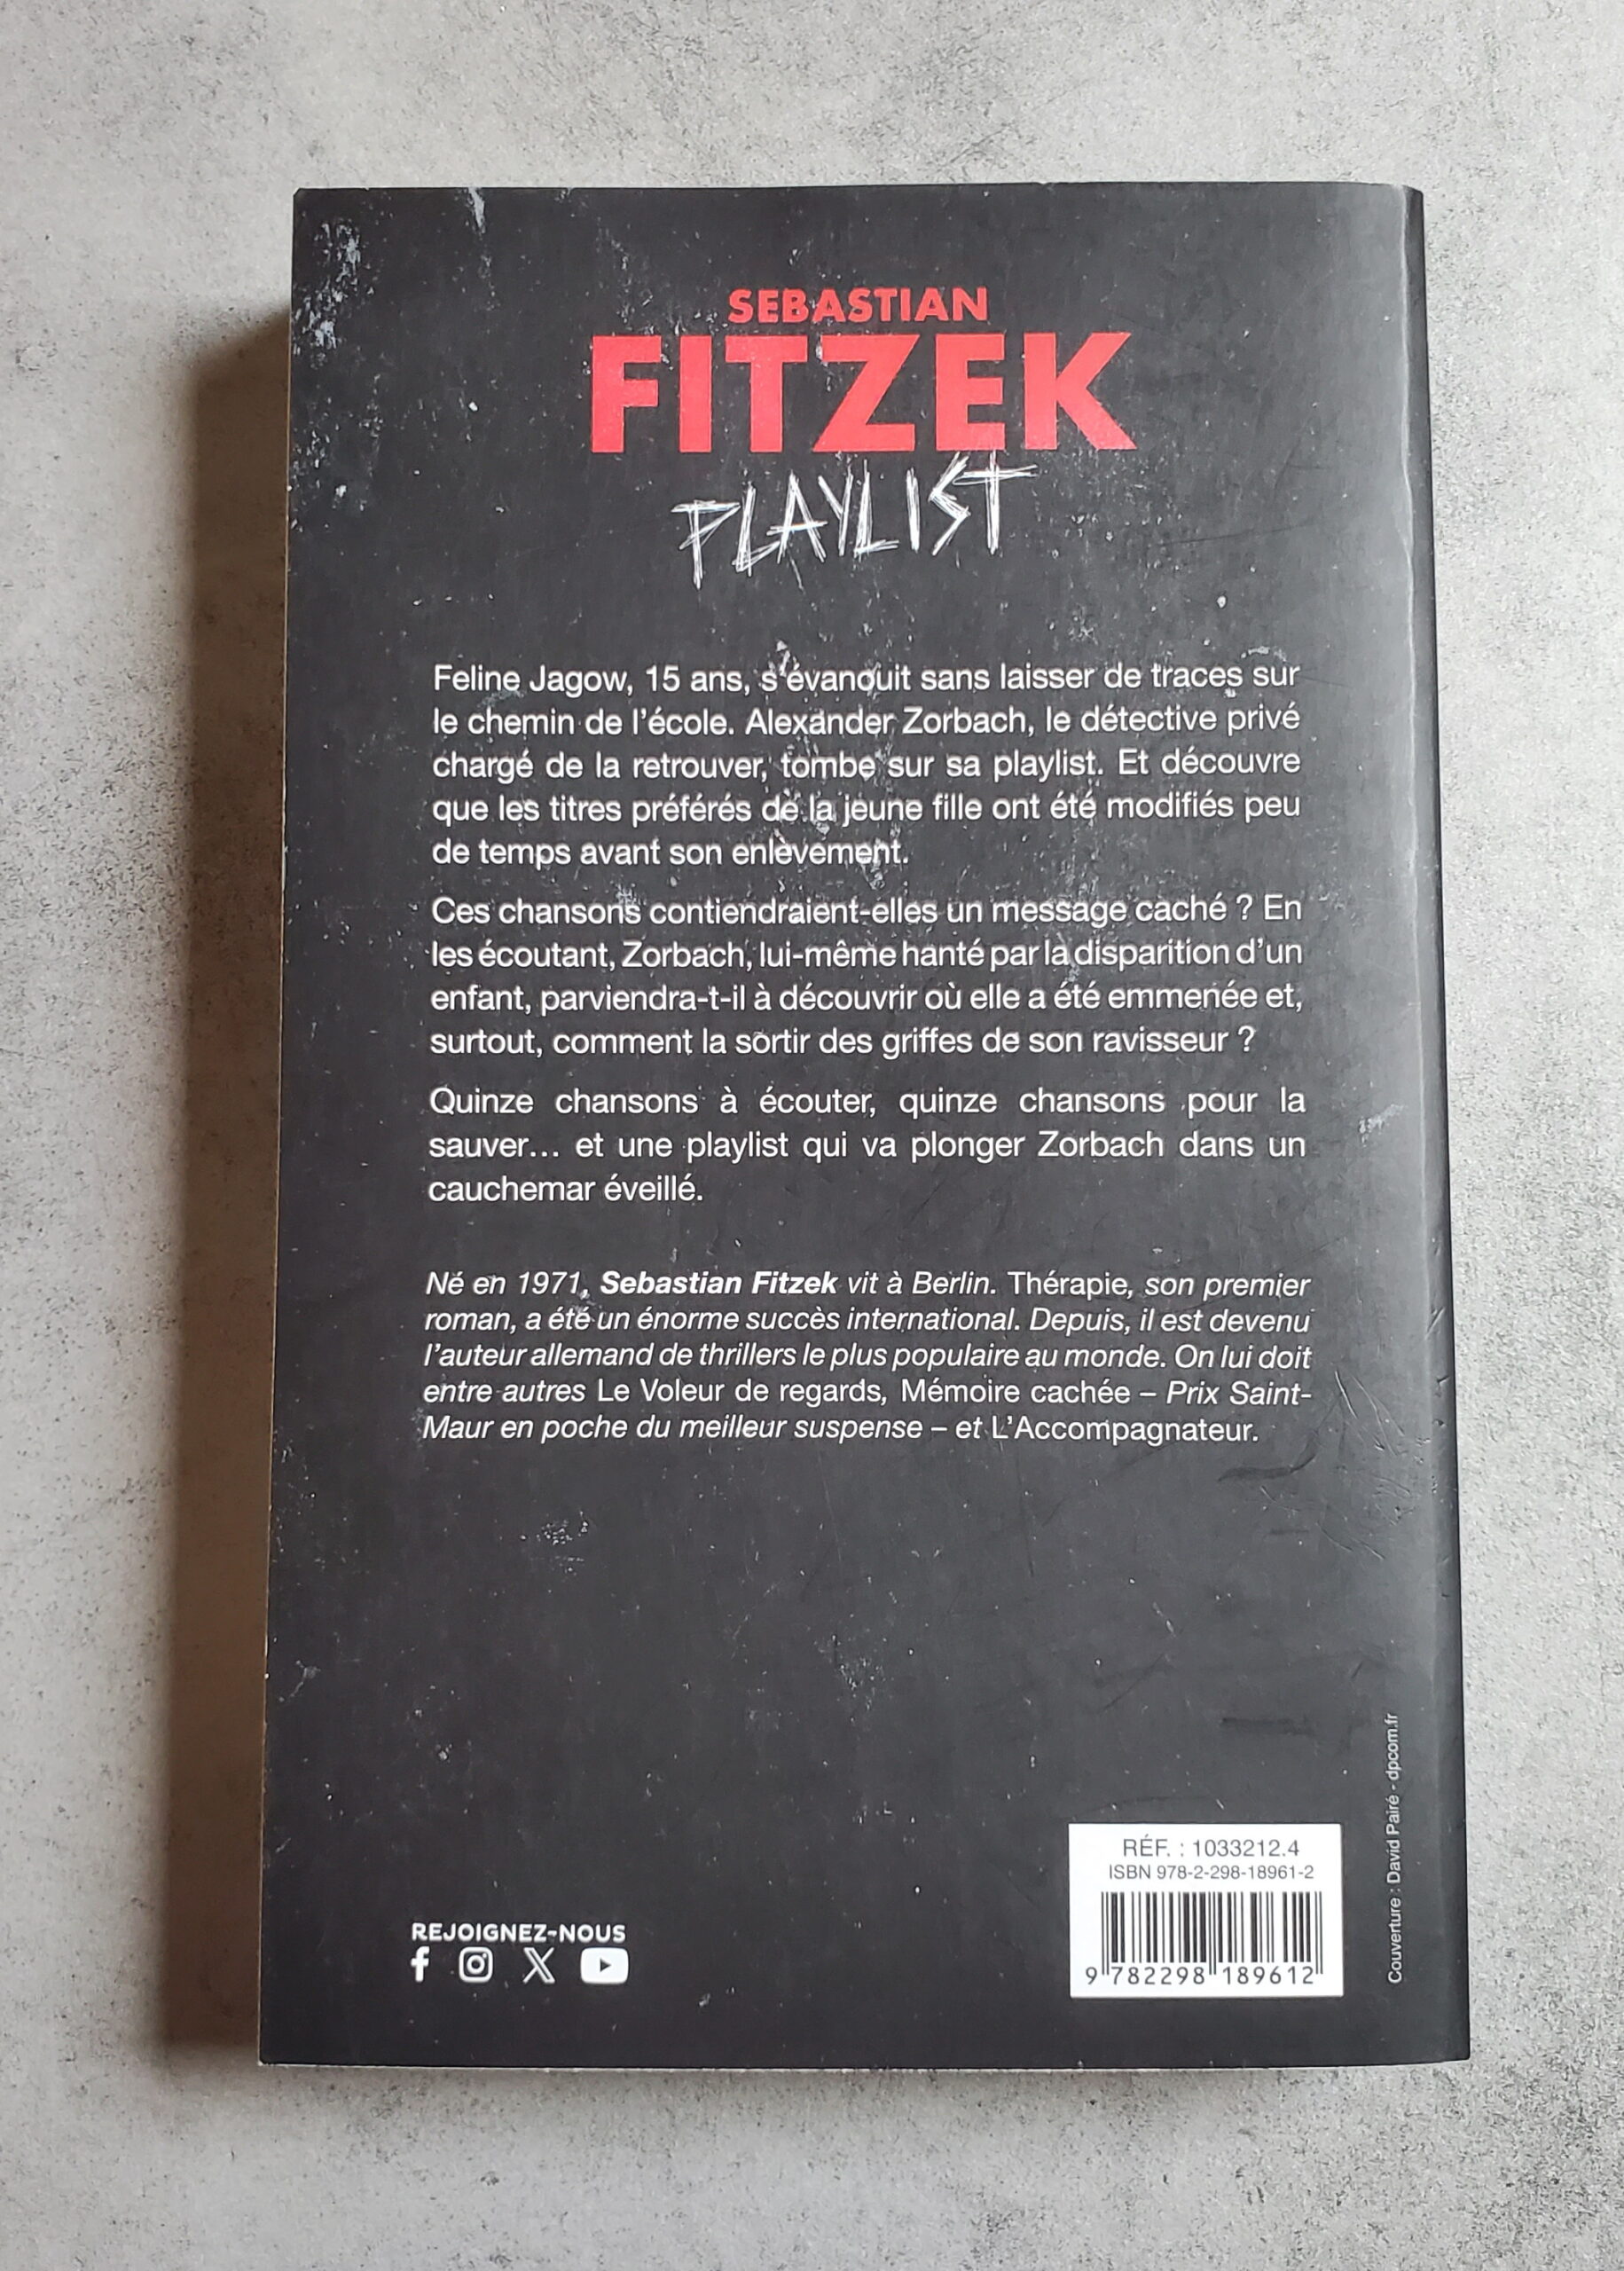 SEBASTIAN
FITZEK
PLAYLIST
Feline Jagow, 15 ans, s'évanouit sans laisser de traces sur
le chemin de l'école. Alexander Zorbach, le détective privé
chargé de la retrouver, tombe sur sa playlist. Et découvre
que les titres préférés de la jeune fille ont été modifiés peu
de temps avant son enlèvement.
Ces chansons contiendraient-elles un message caché ? En
les écoutant, Zorbach, lui-même hanté par la disparition d'un
enfant, parviendra-t-il à découvrir où elle a été emmenée et,
surtout, comment la sortir des griffes de son ravisseur ?
Quinze chansons à écouter, quinze chansons pour la
sauver… et une playlist qui va plonger Zorbach dans un
cauchemar éveillé.
Né en 1971, Sebastian Fitzek vit à Berlin. Thérapie, son premier
roman, a été un énorme succès international. Depuis, il est devenu
l'auteur allemand de thrillers le plus populaire au monde. On lui doit
entre autres Le Voleur de regards, Mémoire cachée – Prix Saint-
Maur en poche du meilleur suspense – et L'Accompagnateur.
REJOIGNEZ-NOUS
RÉF. : 1033212.4
ISBN 978-2-298-18961-2
9 782298 189612
Couverture : David Pairé - dpcom.fr